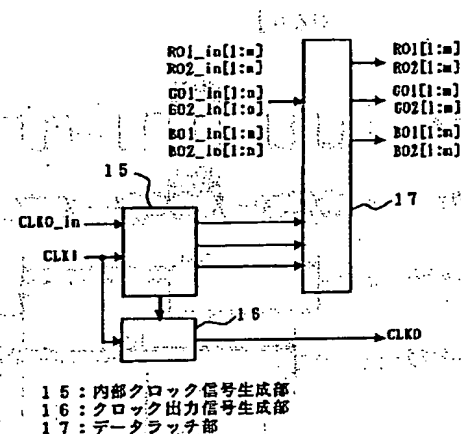 RO1_in[1:m] RO1[1:m]
RO2_in[1:m] RO2[1:m]
GO1_in[1:n] GO1[1:m]
GO2_in[1:n] GO2[1:m]
BO1_in[1:n] BO1[1:m]
BO2_in[1:n] BO2[1:n]
15
17
CLKO_in
CLKI
16
CLKO
15:内部クロック信号生成部
16:クロック出力信号生成部
17:データラッチ部